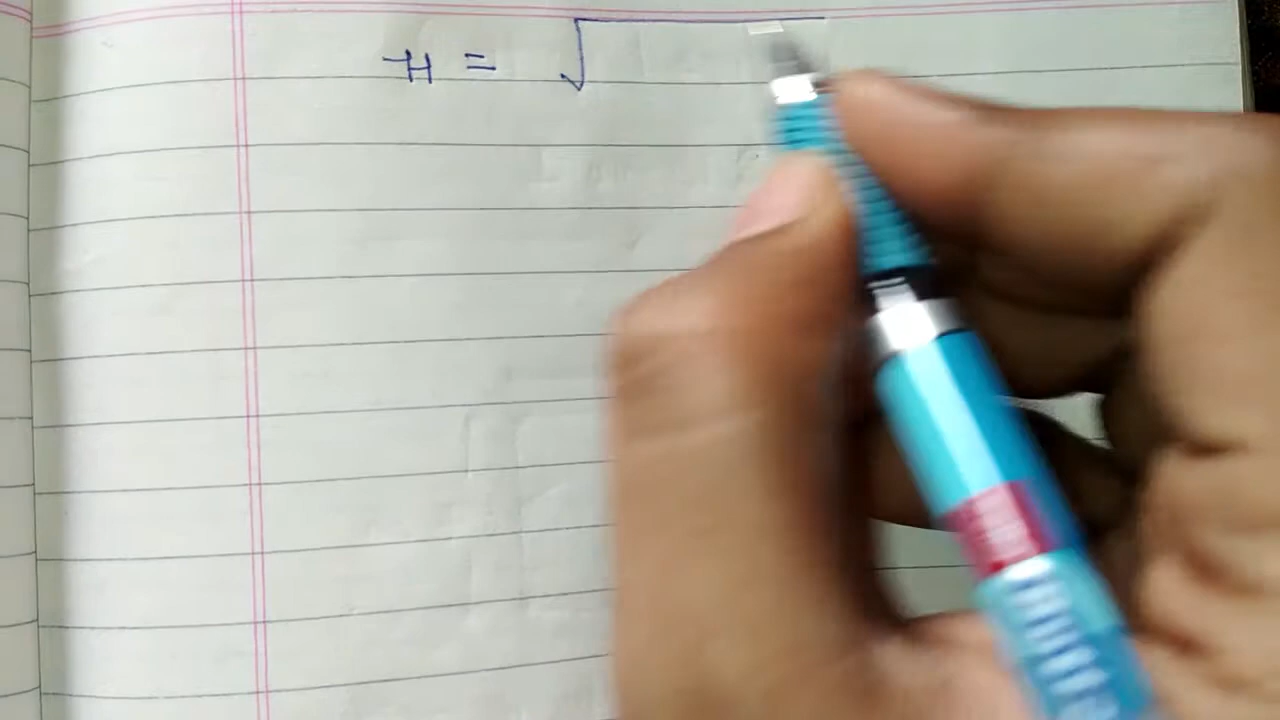 H = √